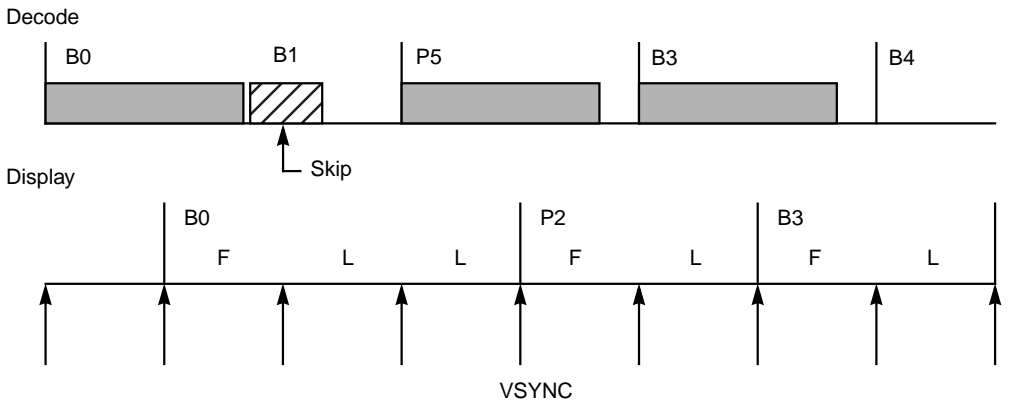 Decode
B0 B1 P5 B3 B4
Skip
Display
B0 P2 B3
F L L F L F L
VSYNC